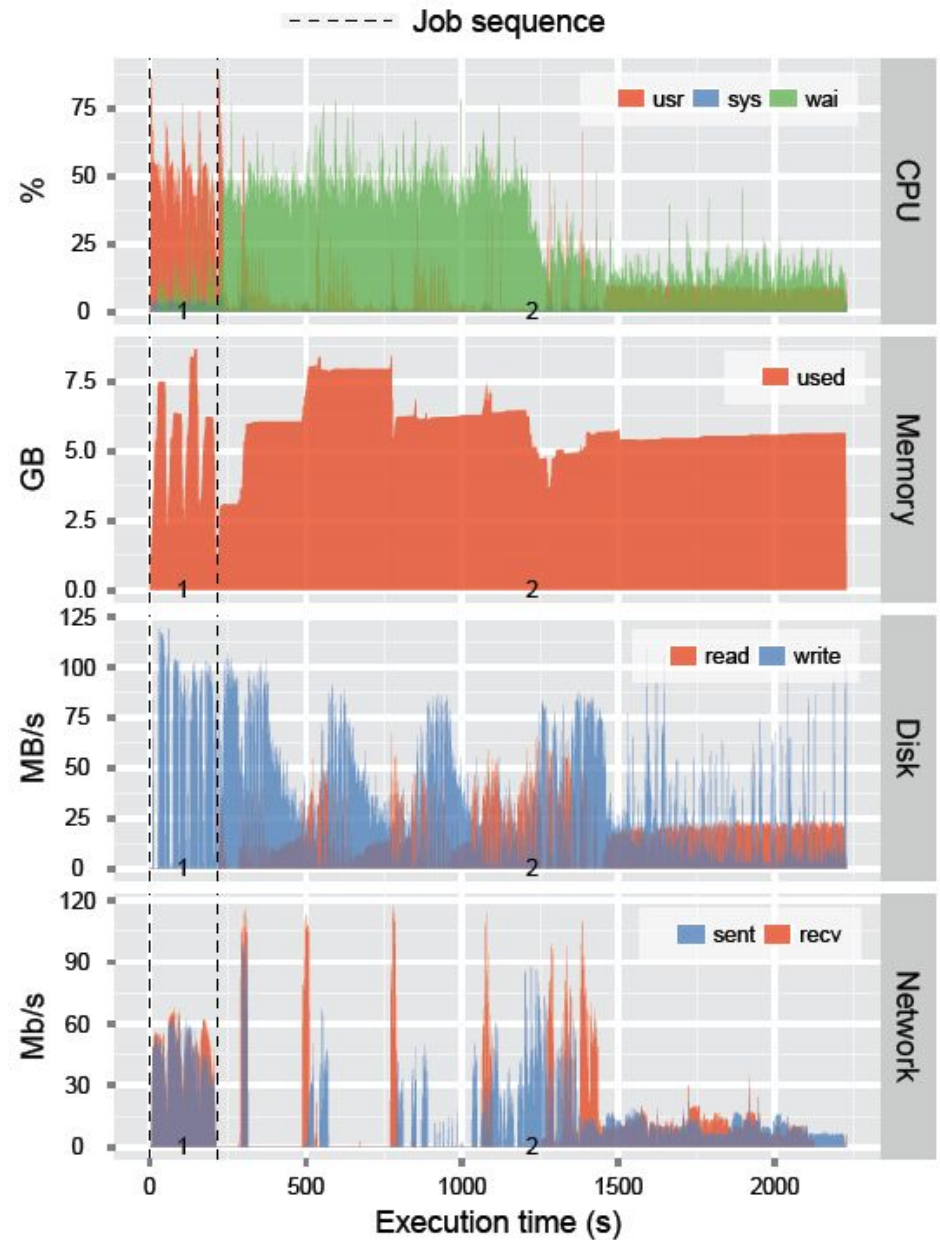 Job sequence
usr sys wai
75
50
25
0
%
CPU
1 2
used
7.5
5.0
2.5
0.0
GB
Memory
1 2
read write
125
100
75
50
25
0
MB/s
Disk
1 2
sent recv
120
90
60
30
0
Mb/s
Network
1 2
0 500 1000 1500 2000
Execution time (s)